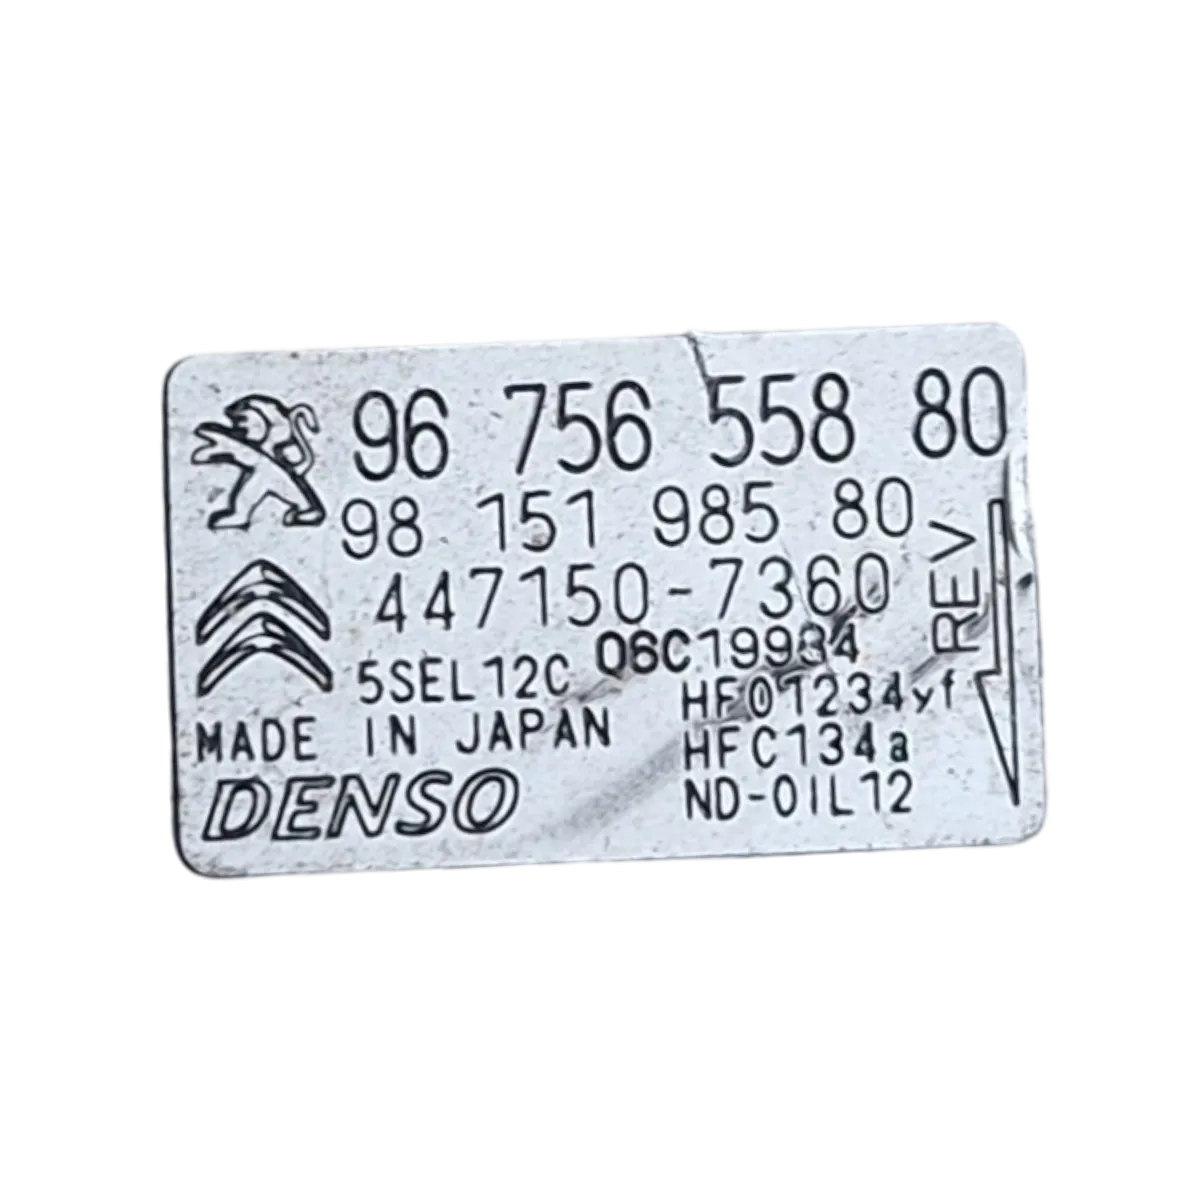 96 756 558 80
98 151 985 80
447150-7360
5SEL12C 06C19934
HF01234yf
MADE IN JAPAN HFC134a
DENSO ND-OIL12
REV